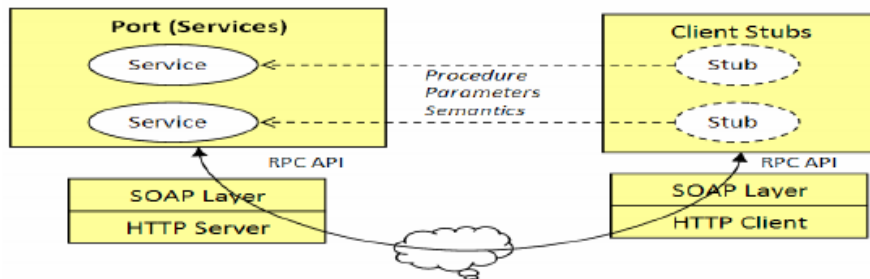 Port (Services)
Client Stubs
Service
Stub
Procedure
Parameters
Semantics
Service
Stub
RPC API
RPC API
SOAP Layer
SOAP Layer
HTTP Server
HTTP Client